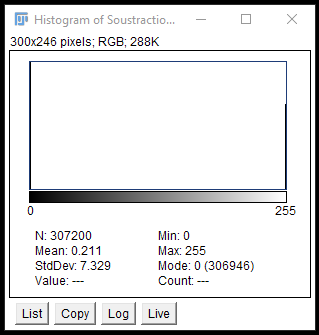 Histogram of Soustractio...
300x246 pixels; RGB; 288K
0 255
N: 307200 Min: 0
Mean: 0.211 Max: 255
StdDev: 7.329 Mode: 0 (306946)
Value: --- Count: ---
List Copy Log Live